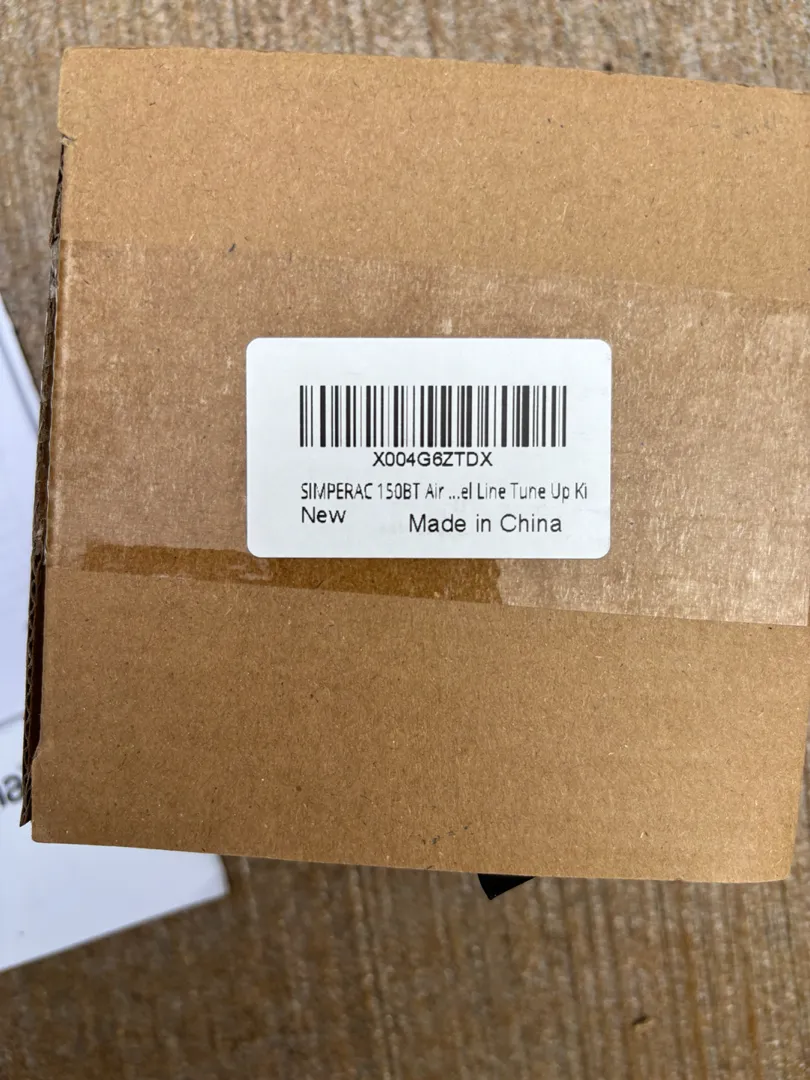 X004G6ZTDX
SIMPERAC 150BT Air ...el Line Tune Up Ki
New
Made in China